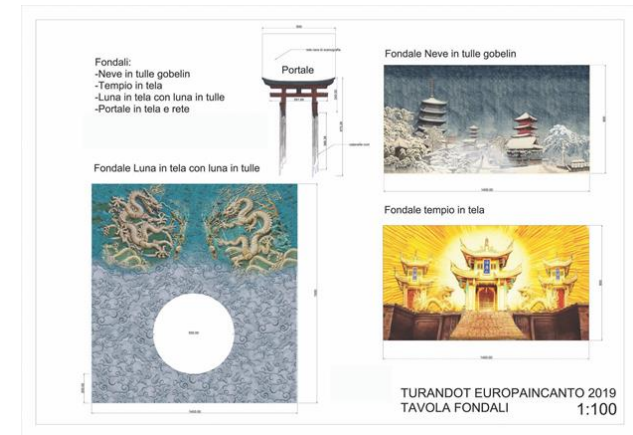 Fondali:
-Neve in tulle gobelin
-Tempio in tela
-Luna in tela con luna in tulle
-Portale in tela e rete
Portale
Fondale Neve in tulle gobelin
Fondale Luna in tela con luna in tulle
Fondale tempio in tela
TURANDOT EUROPAINCANTO 2019
TAVOLA FONDALI
1:100